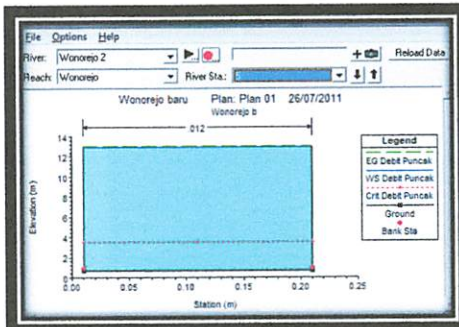 File Options Help
River: Wonorejo 2 Reload Data
Reach: Wonorejo River Sta.: 5
Wonorejo baru Plan: Plan 01 26/07/2011
Wonorejo b
.012
Elevation (m)
14
12
10
8
6
4
2
0
0.00 0.05 0.10 0.15 0.20 0.25
Station (m)
Legend
EG Debit Puncak
WS Debit Puncak
Crit Debit Puncak
Ground
Bank Sta